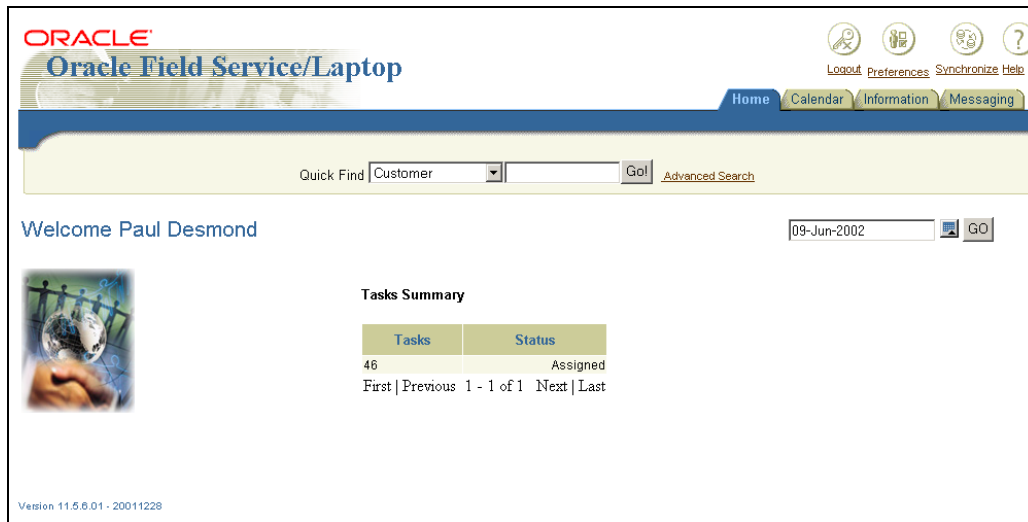 ORACLE
Oracle Field Service/Laptop
Logout Preferences Synchronize Help
Home Calendar Information Messaging
Quick Find Customer Go! Advanced Search
Welcome Paul Desmond
09-Jun-2002 GO
Tasks Summary
Tasks Status
46 Assigned
First | Previous 1 - 1 of 1 Next | Last
Version 11.5.6.01 - 20011228